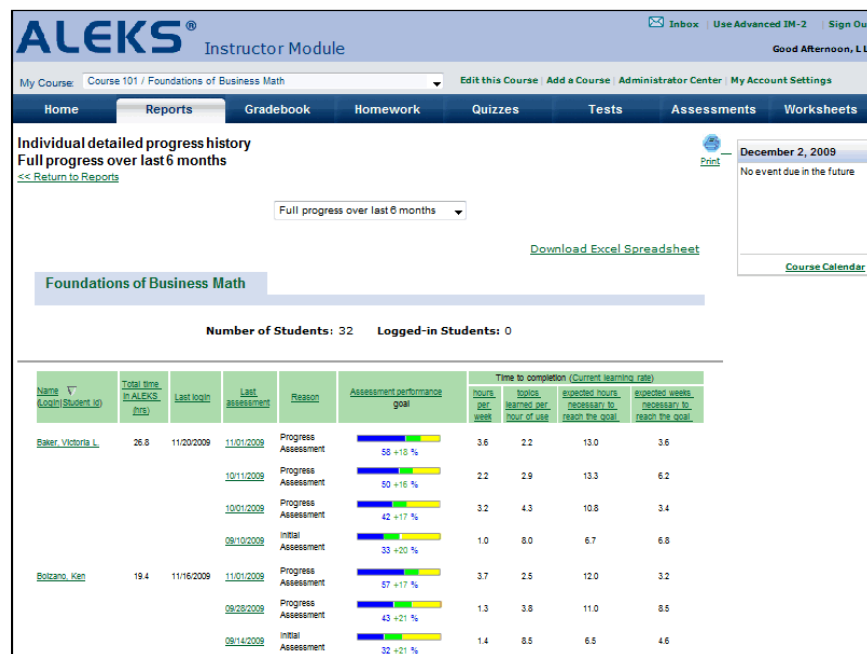 ALEKS® Instructor Module
Inbox | Use Advanced IM-2 | Sign Ou
Good Afternoon, L L
My Course: Course 101 / Foundations of Business Math
Edit this Course | Add a Course | Administrator Center | My Account Settings
Home Reports Gradebook Homework Quizzes Tests Assessments Worksheets
Individual detailed progress history
Full progress over last 6 months
<< Return to Reports
Print
December 2, 2009
No event due in the future
Course Calendar
Full progress over last 6 months
Download Excel Spreadsheet
Foundations of Business Math
Number of Students: 32 Logged-in Students: 0
Name (Login|Student Id)
Total time in ALEKS (hrs)
Last login
Last assessment
Reason
Assessment performance goal
Time to completion (Current learning rate)
hours per week
topics learned per hour of use
expected hours necessary to reach the goal
expected weeks necessary to reach the goal
Baker, Victoria L. 26.8 11/20/2009 11/01/2009 Progress Assessment 58 +18 % 3.6 2.2 13.0 3.6
10/11/2009 Progress Assessment 50 +16 % 2.2 2.9 13.3 6.2
10/01/2009 Progress Assessment 42 +17 % 3.2 4.3 10.8 3.4
09/10/2009 Initial Assessment 33 +20 % 1.0 8.0 6.7 6.8
Bolzano, Ken 19.4 11/16/2009 11/01/2009 Progress Assessment 57 +17 % 3.7 2.5 12.0 3.2
09/28/2009 Progress Assessment 43 +21 % 1.3 3.8 11.0 8.5
09/14/2009 Initial Assessment 32 +21 % 1.4 8.5 6.5 4.6